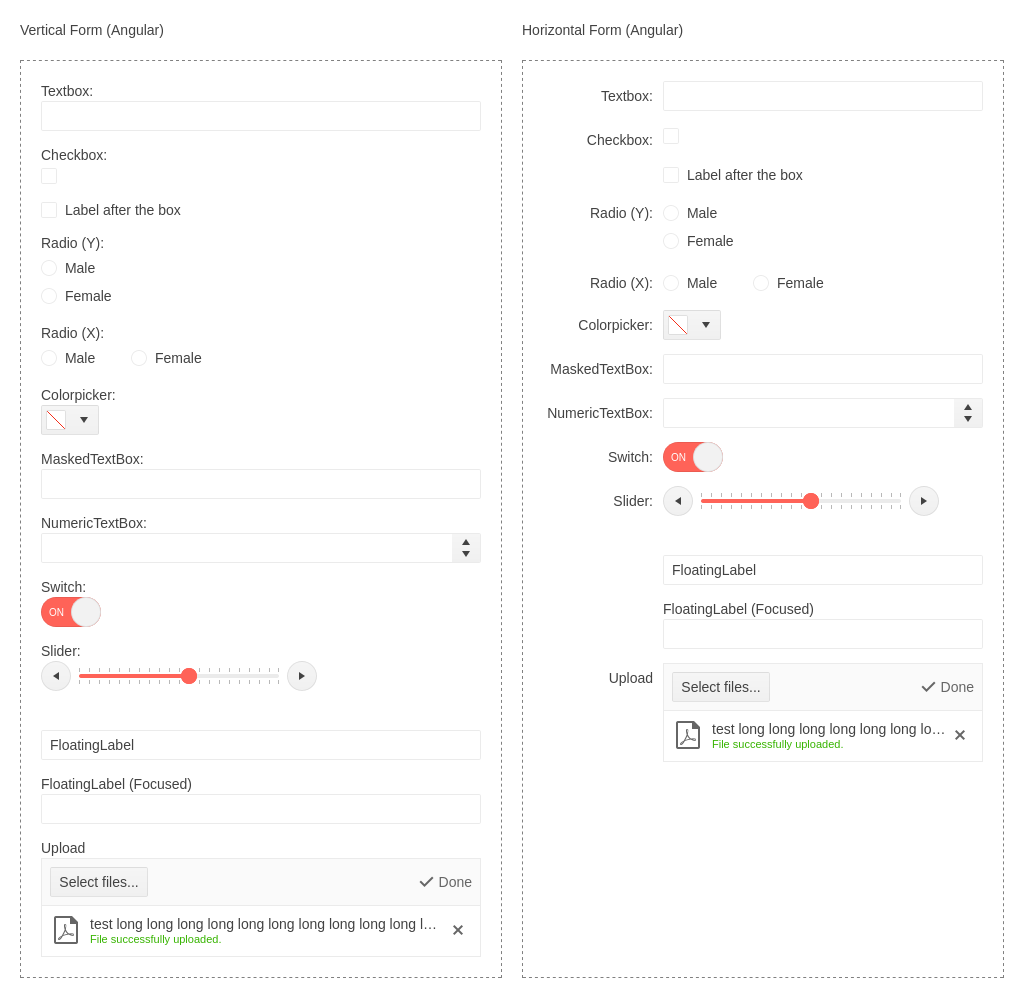 Vertical Form (Angular)
Textbox:
Checkbox:
Label after the box
Radio (Y):
Male
Female
Radio (X):
Male Female
Colorpicker:
MaskedTextBox:
NumericTextBox:
Switch:
ON
Slider:
FloatingLabel
FloatingLabel (Focused)
Upload
Select files... Done
test long long long long long long long long long long l...
File successfully uploaded.
Horizontal Form (Angular)
Textbox:
Checkbox:
Label after the box
Radio (Y): Male
Female
Radio (X): Male Female
Colorpicker:
MaskedTextBox:
NumericTextBox:
Switch: ON
Slider:
FloatingLabel
FloatingLabel (Focused)
Upload Select files... Done
test long long long long long long lo...
File successfully uploaded.